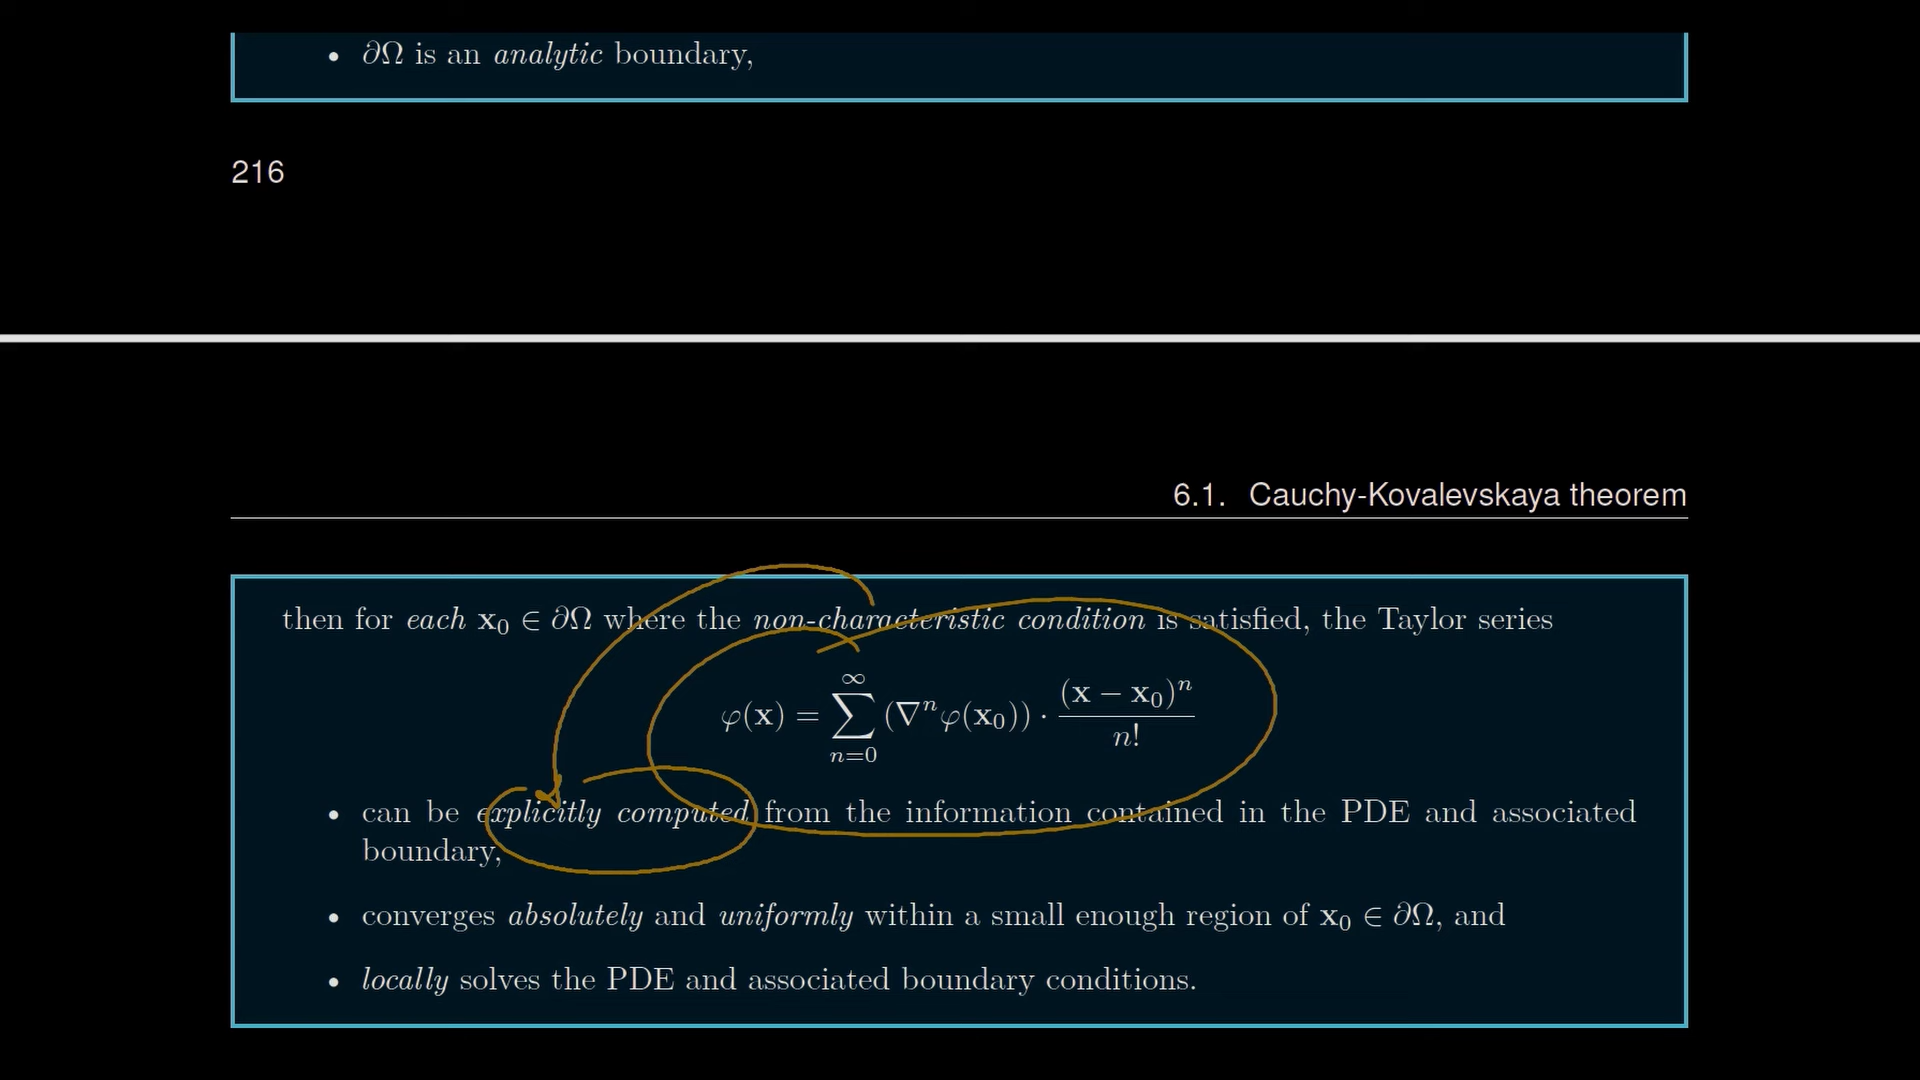 • ∂Ω is an analytic boundary,
216
6.1. Cauchy-Kovalevskaya theorem
then for each x₀ ∈ ∂Ω where the non-characteristic condition is satisfied, the Taylor series
φ(x) = ∑_{n=0}^{∞} (∇ⁿφ(x₀)) · (x − x₀)ⁿ / n!
• can be explicitly computed from the information contained in the PDE and associated
boundary,
• converges absolutely and uniformly within a small enough region of x₀ ∈ ∂Ω, and
• locally solves the PDE and associated boundary conditions.